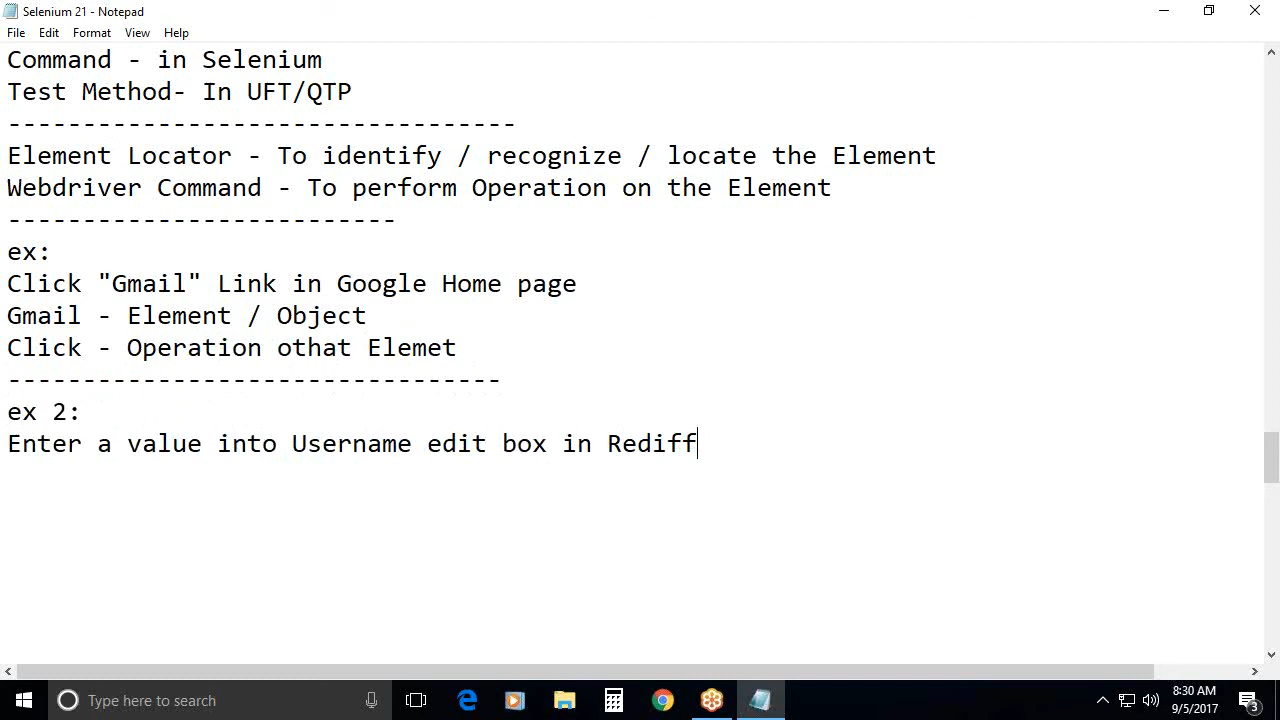 Selenium 21 - Notepad
File Edit Format View Help
Command - in Selenium
Test Method- In UFT/QTP
----------------------------------
Element Locator - To identify / recognize / locate the Element
Webdriver Command - To perform Operation on the Element
--------------------------
ex:
Click "Gmail" Link in Google Home page
Gmail - Element / Object
Click - Operation othat Elemet
---------------------------------
ex 2:
Enter a value into Username edit box in Rediff
Type here to search
8:30 AM
9/5/2017
3